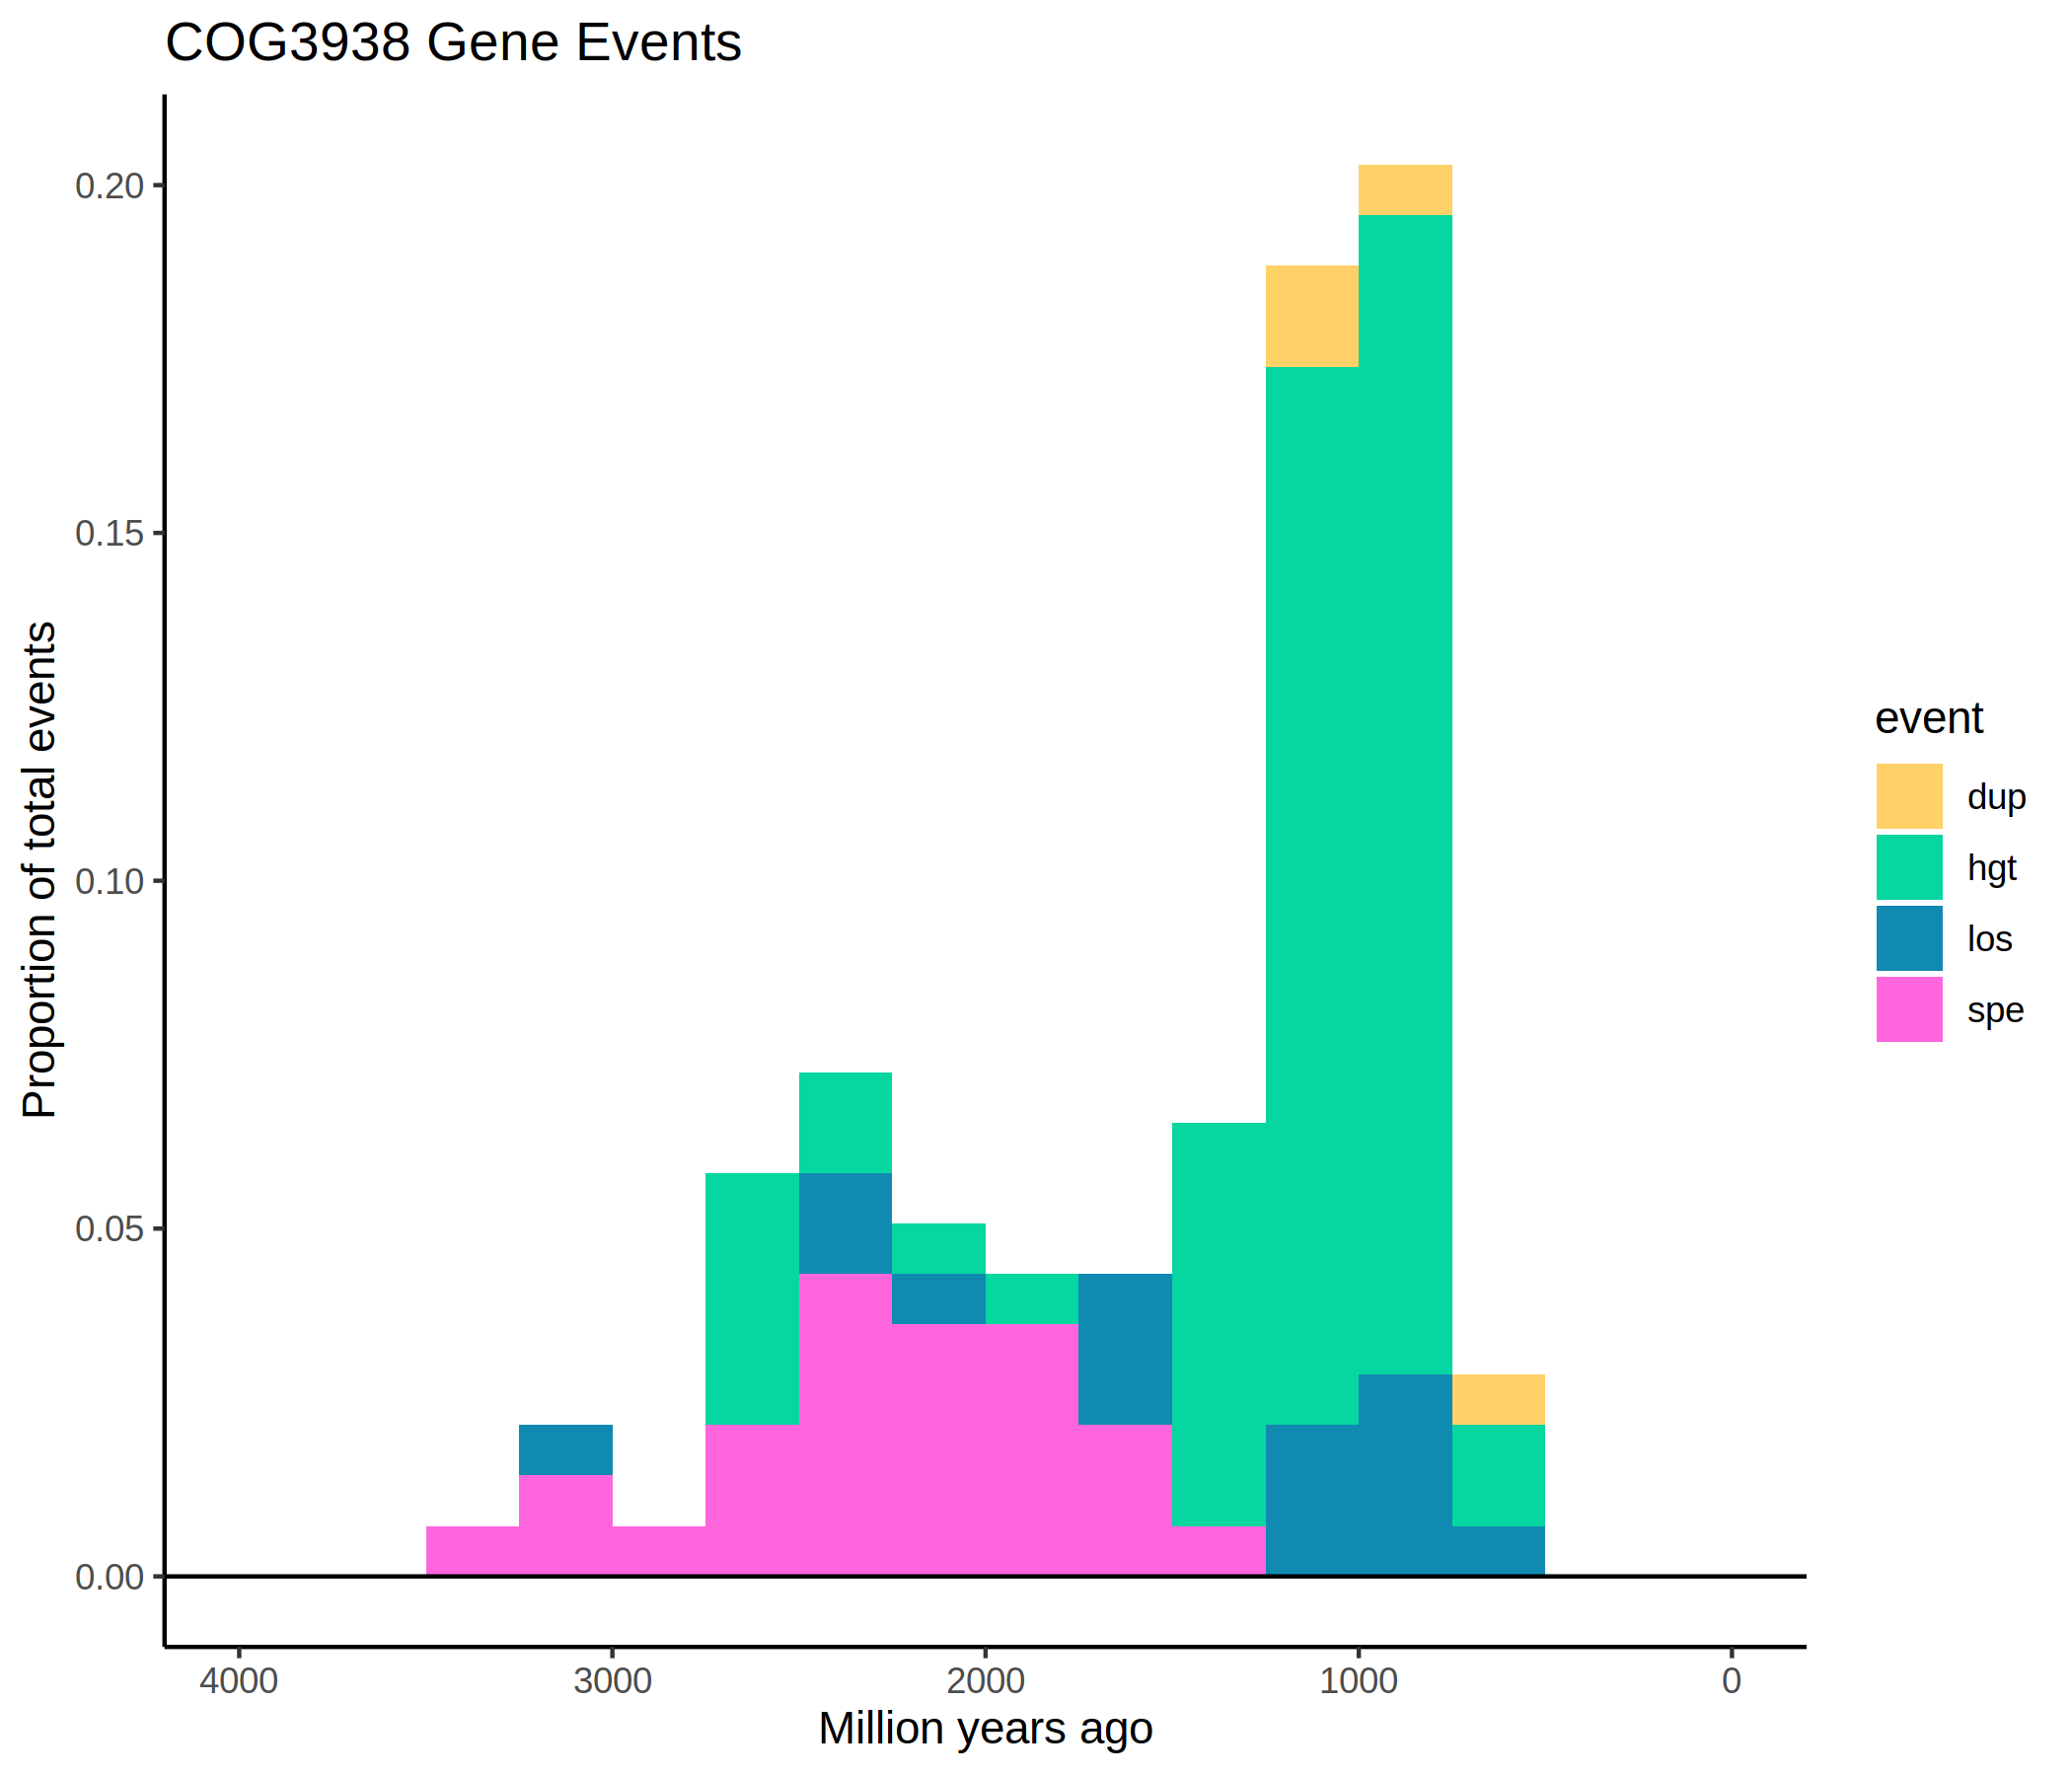 COG3938 Gene Events
Proportion of total events
0.20
0.15
0.10
0.05
0.00
4000 3000 2000 1000 0
Million years ago
event
dup
hgt
los
spe